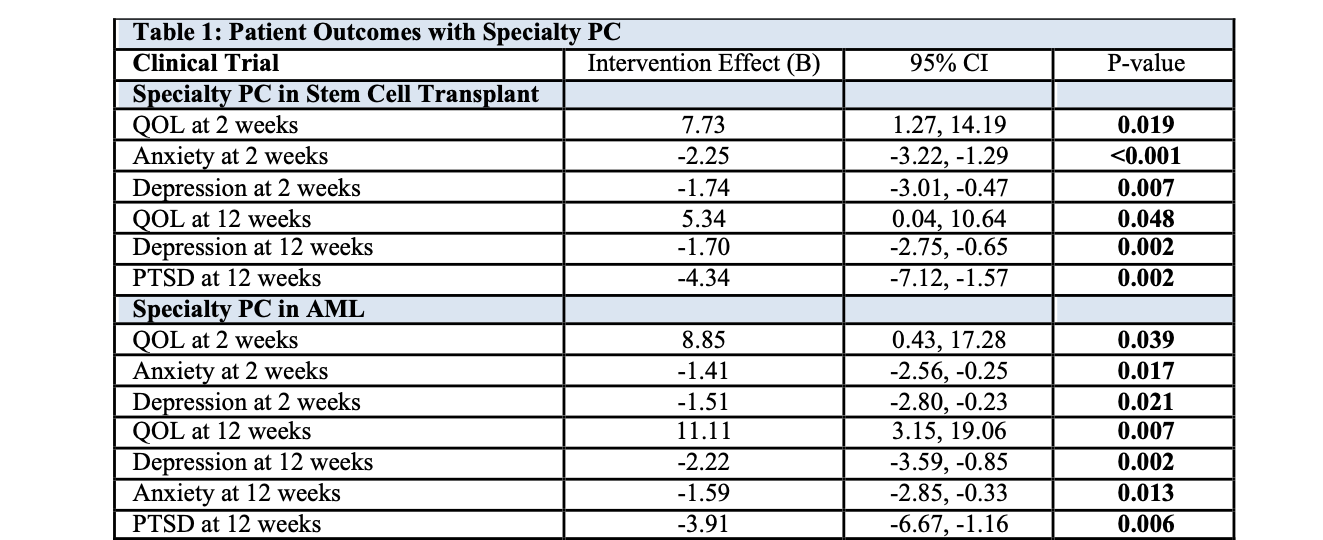 Table 1: Patient Outcomes with Specialty PC
Clinical Trial Intervention Effect (B) 95% CI P-value
Specialty PC in Stem Cell Transplant
QOL at 2 weeks 7.73 1.27, 14.19 0.019
Anxiety at 2 weeks -2.25 -3.22, -1.29 <0.001
Depression at 2 weeks -1.74 -3.01, -0.47 0.007
QOL at 12 weeks 5.34 0.04, 10.64 0.048
Depression at 12 weeks -1.70 -2.75, -0.65 0.002
PTSD at 12 weeks -4.34 -7.12, -1.57 0.002
Specialty PC in AML
QOL at 2 weeks 8.85 0.43, 17.28 0.039
Anxiety at 2 weeks -1.41 -2.56, -0.25 0.017
Depression at 2 weeks -1.51 -2.80, -0.23 0.021
QOL at 12 weeks 11.11 3.15, 19.06 0.007
Depression at 12 weeks -2.22 -3.59, -0.85 0.002
Anxiety at 12 weeks -1.59 -2.85, -0.33 0.013
PTSD at 12 weeks -3.91 -6.67, -1.16 0.006